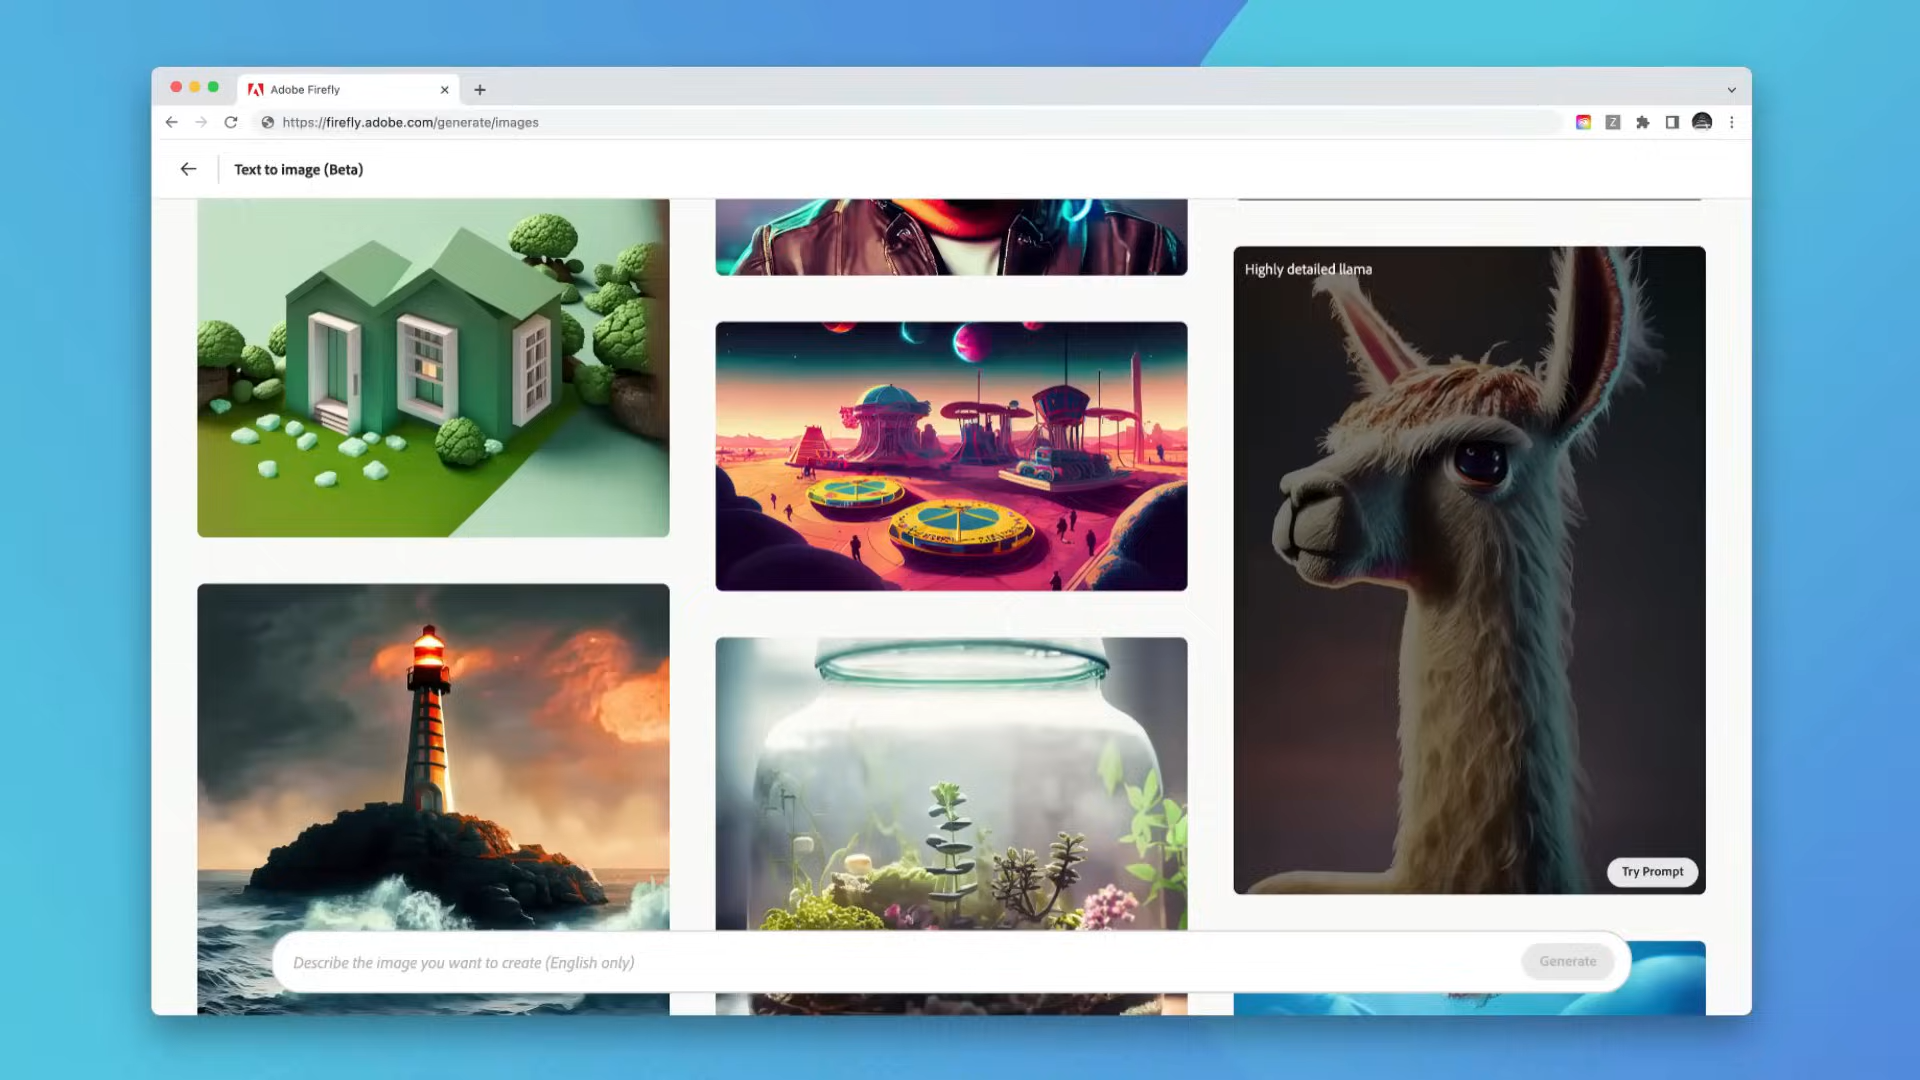 Adobe Firefly
https://firefly.adobe.com/generate/images
Z
Text to image (Beta)
Highly detailed llama
Try Prompt
Describe the image you want to create (English only)
Generate